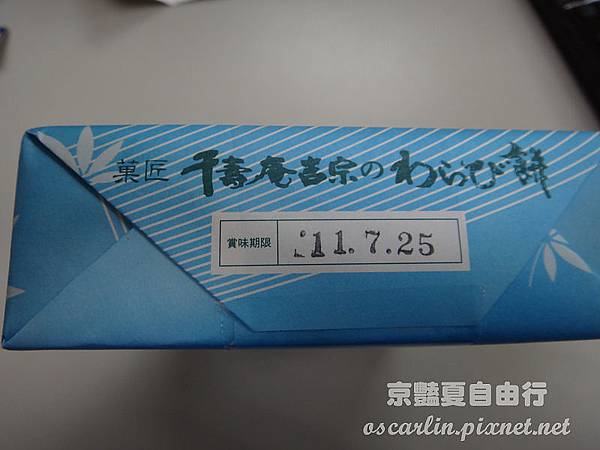 菓匠 千壽庵吉宗のわらび餅
賞味期限 11.7.25
京豔夏自由行
oscarlin.pixnet.net